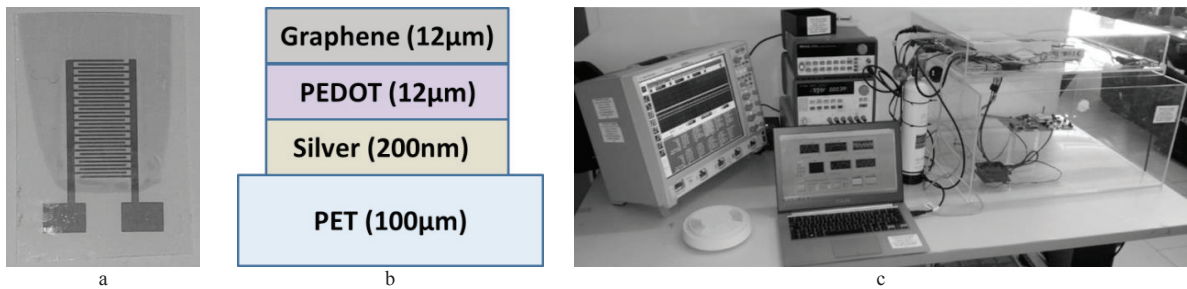 Graphene (12μm)
PEDOT (12μm)
Silver (200nm)
PET (100μm)
a
b
c